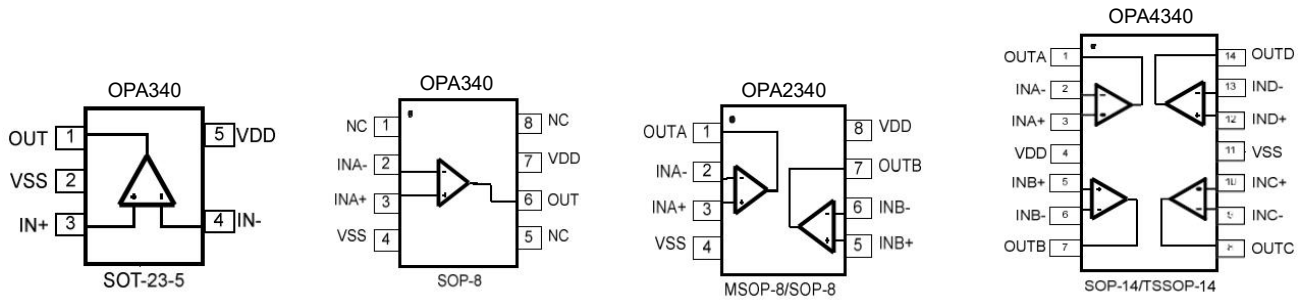 OPA340
OUT 1 5 VDD
VSS 2
IN+ 3 4 IN-
SOT-23-5
OPA340
NC 1 8 NC
INA- 2 7 VDD
INA+ 3 6 OUT
VSS 4 5 NC
SOP-8
OPA2340
OUTA 1 8 VDD
INA- 2 7 OUTB
INA+ 3 6 INB-
VSS 4 5 INB+
MSOP-8/SOP-8
OPA4340
OUTA 1 14 OUTD
INA- 2 13 IND-
INA+ 3 12 IND+
VDD 4 11 VSS
INB+ 5 10 INC+
INB- 6 9 INC-
OUTB 7 8 OUTC
SOP-14/TSSOP-14